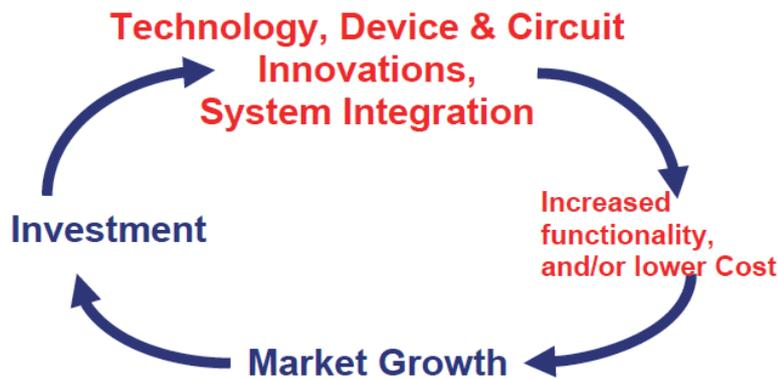 Technology, Device & Circuit
Innovations,
System Integration
Increased
functionality,
and/or lower Cost
Investment
Market Growth